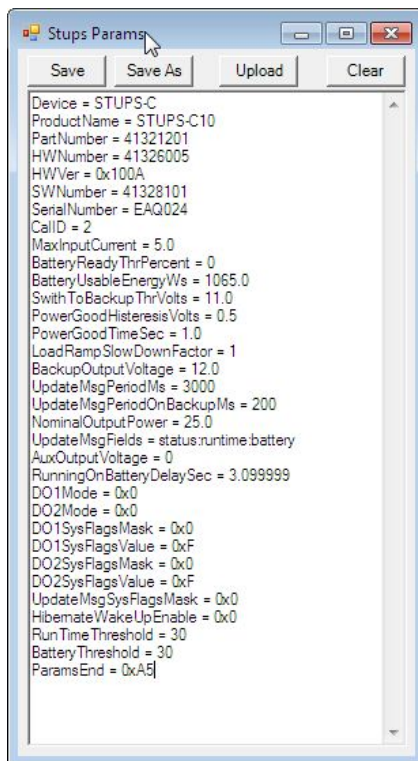 Stups Params
Save Save As Upload Clear
Device = STUPS-C
ProductName = STUPS-C10
PartNumber = 41321201
HWNumber = 41326005
HWVer = 0x100A
SWNumber = 41328101
SerialNumber = EAQ024
CalID = 2
MaxInputCurrent = 5.0
BatteryReadyThrPercent = 0
BatteryUsableEnergyWs = 1065.0
SwithToBackupThrVolts = 11.0
PowerGoodHisteresisVolts = 0.5
PowerGoodTimeSec = 1.0
LoadRampSlowDownFactor = 1
BackupOutputVoltage = 12.0
UpdateMsgPeriodMs = 3000
UpdateMsgPeriodOnBackupMs = 200
NominalOutputPower = 25.0
UpdateMsgFields = status:runtime:battery
AuxOutputVoltage = 0
RunningOnBatteryDelaySec = 3.099999
DO1Mode = 0x0
DO2Mode = 0x0
DO1SysFlagsMask = 0x0
DO1SysFlagsValue = 0xF
DO2SysFlagsMask = 0x0
DO2SysFlagsValue = 0xF
UpdateMsgSysFlagsMask = 0x0
HibernateWakeUpEnable = 0x0
RunTimeThreshold = 30
BatteryThreshold = 30
ParamsEnd = 0xA5